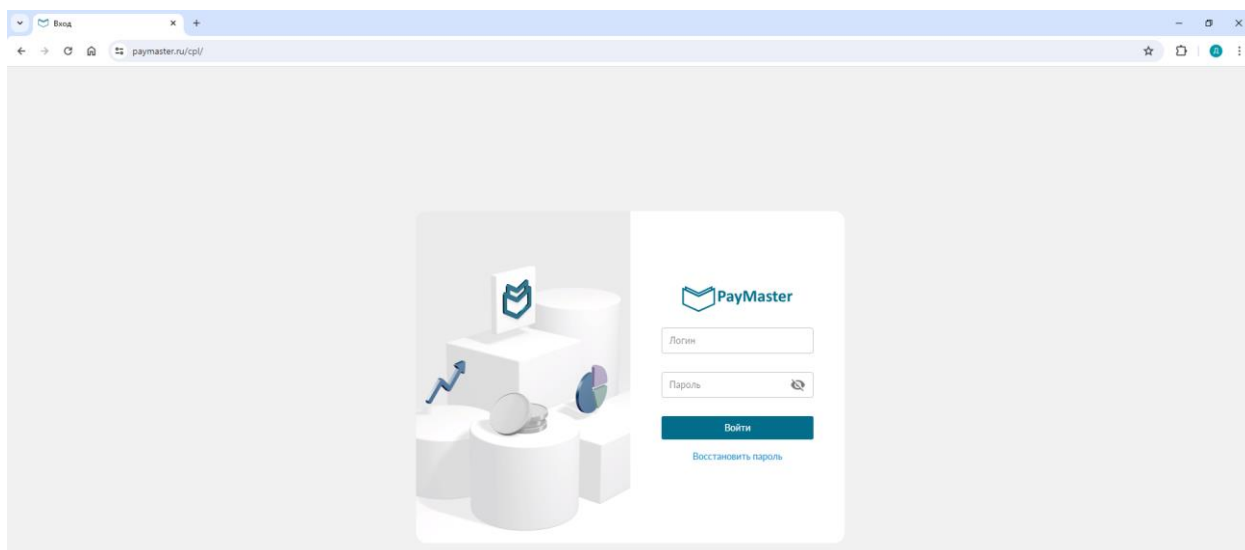 Вход
paymaster.ru/cpl/
Л
PayMaster
Логин
Пароль
Войти
Восстановить пароль